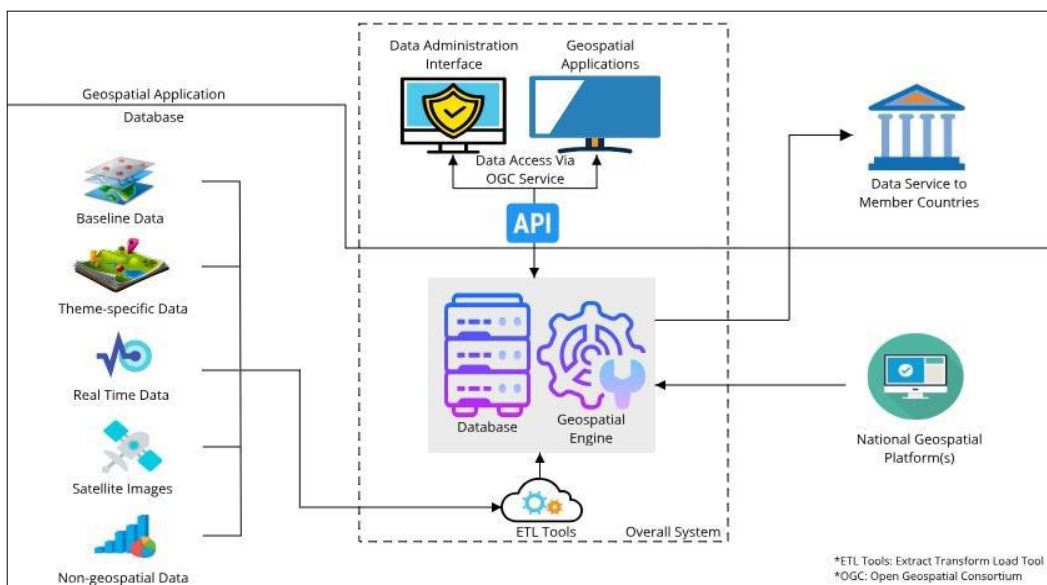 Data Administration
Interface
Geospatial
Applications
Geospatial Application
Database
Data Access Via
OGC Service
API
Baseline Data
Theme-specific Data
Real Time Data
Satellite Images
Non-geospatial Data
Data Service to
Member Countries
Database
Geospatial
Engine
National Geospatial
Platform(s)
ETL Tools
Overall System
*ETL Tools: Extract Transform Load Tool
*OGC: Open Geospatial Consortium